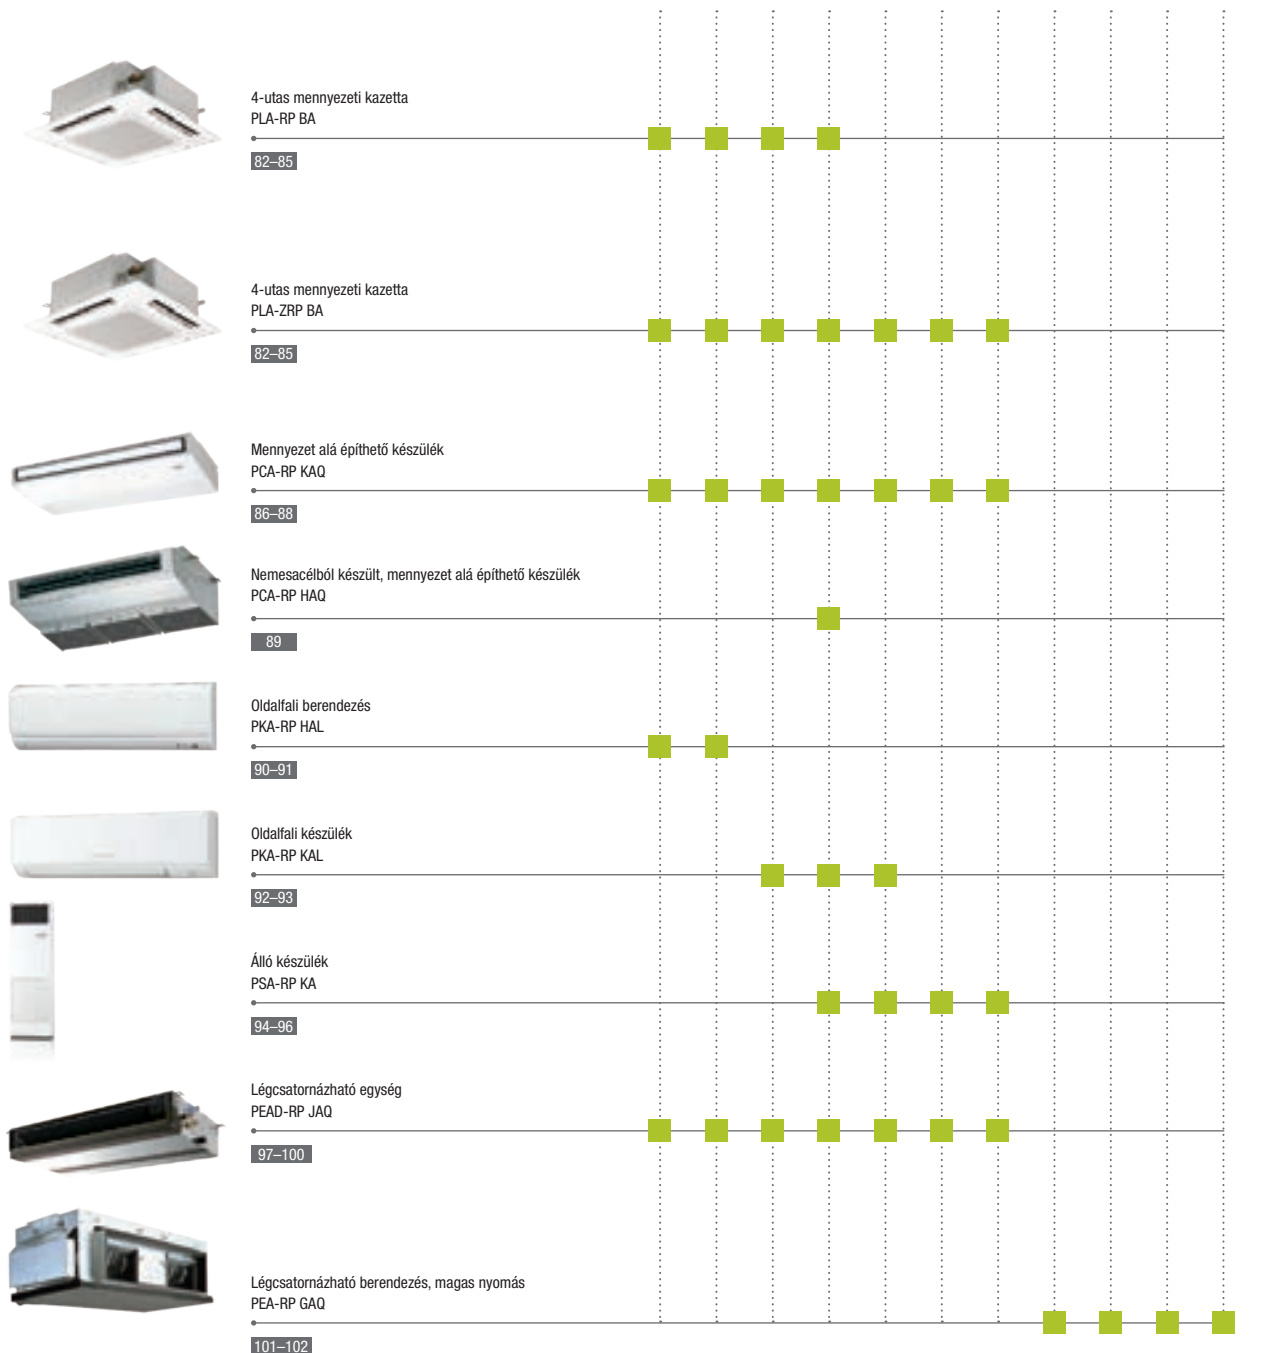 4-utas mennyezeti kazetta
PLA-RP BA
82–85
4-utas mennyezeti kazetta
PLA-ZRP BA
82–85
Mennyezet alá építhető készülék
PCA-RP KAQ
86–88
Nemesacélból készült, mennyezet alá építhető készülék
PCA-RP HAQ
89
Oldalfali berendezés
PKA-RP HAL
90–91
Oldalfali készülék
PKA-RP KAL
92–93
Álló készülék
PSA-RP KA
94–96
Légcsatornázható egység
PEAD-RP JAQ
97–100
Légcsatornázható berendezés, magas nyomás
PEA-RP GAQ
101–102